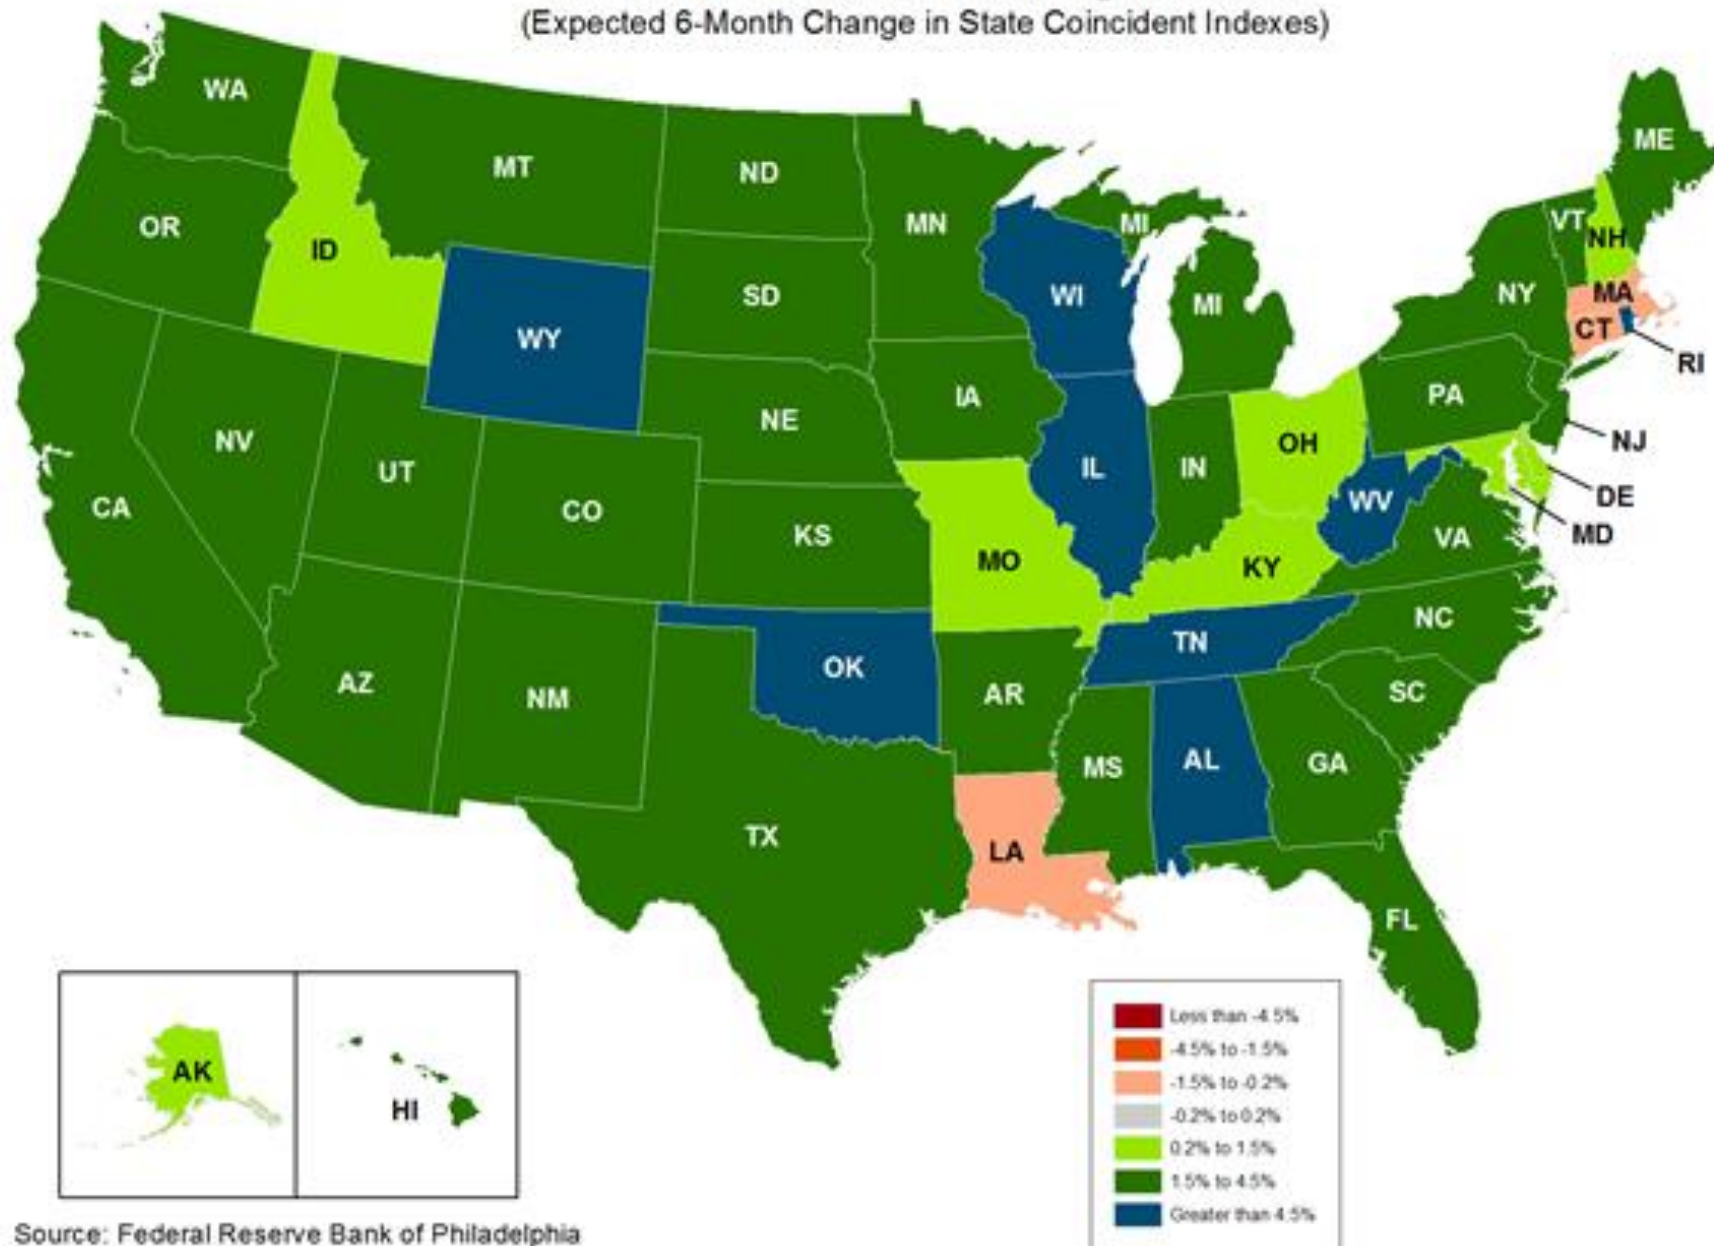 (Expected 6-Month Change in State Coincident Indexes)
WA
ME
MT
ND
MN
VT
OR
MI
NH
ID
SD
WI
MI
NY
MA
WY
CT
RI
IA
PA
NE
NV
OH
NJ
UT
IL
IN
CA
CO
WV
DE
KS
MD
VA
MO
KY
NC
OK
TN
AZ
NM
AR
SC
MS
AL
GA
TX
LA
FL
AK
HI
Less than -4.5%
-4.5% to -1.5%
-1.5% to -0.2%
-0.2% to 0.2%
0.2% to 1.5%
1.5% to 4.5%
Greater than 4.5%
Source: Federal Reserve Bank of Philadelphia